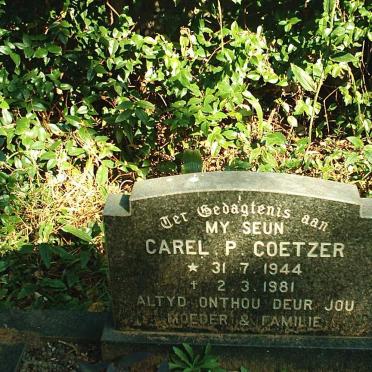 Ter Gedagtenis aan
MY SEUN
CAREL P. COETZER
* 31.7.1944
† 2.3.1981
ALTYD ONTHOU DEUR JOU
MOEDER & FAMILIE